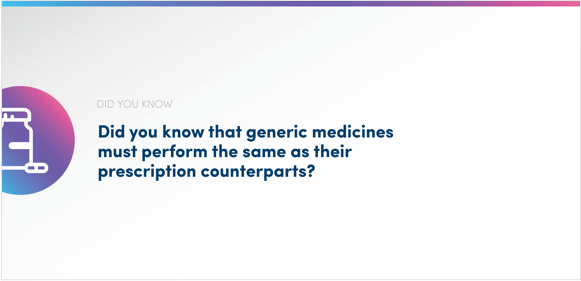 DID YOU KNOW
Did you know that generic medicines
must perform the same as their
prescription counterparts?